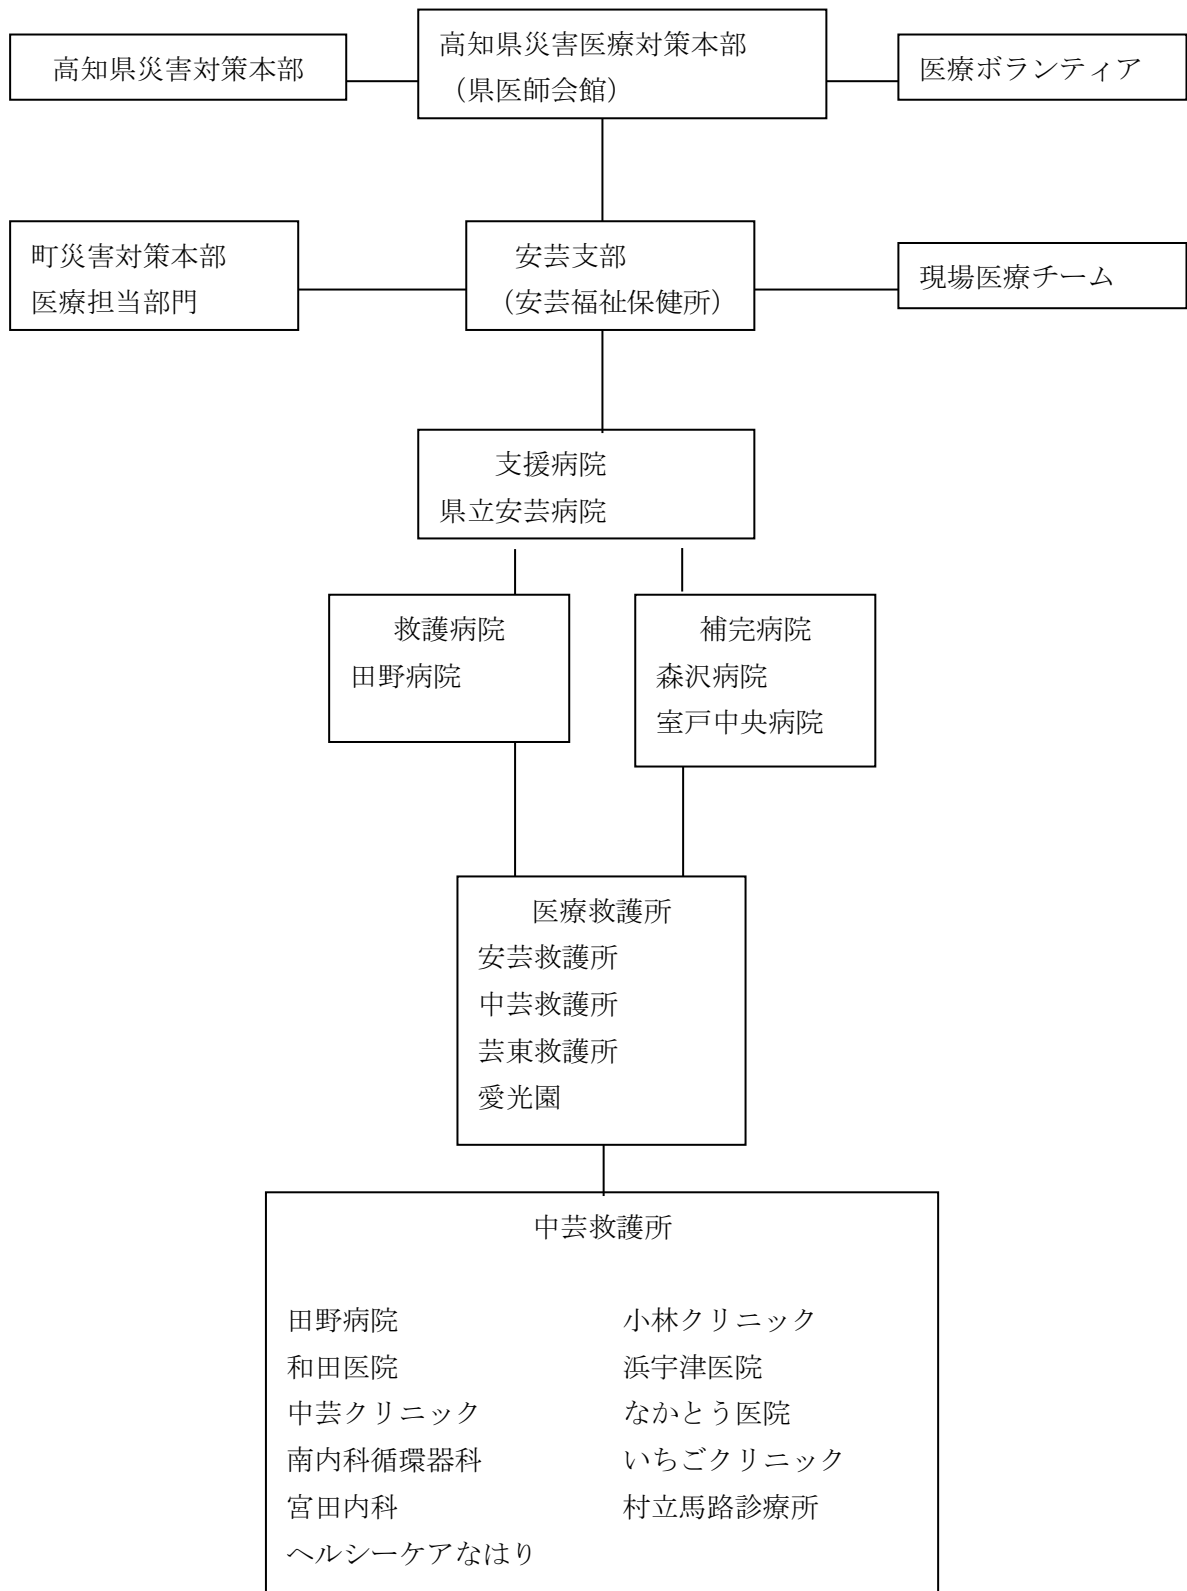 高知県災害対策本部
高知県災害医療対策本部
（県医師会館）
医療ボランティア
町災害対策本部
医療担当部門
安芸支部
（安芸福祉保健所）
現場医療チーム
支援病院
県立安芸病院
救護病院
田野病院
補完病院
森沢病院
室戸中央病院
医療救護所
安芸救護所
中芸救護所
芸東救護所
愛光園
中芸救護所
田野病院
小林クリニック
和田医院
浜宇津医院
中芸クリニック
なかとう医院
南内科循環器科
いちごクリニック
宮田内科
村立馬路診療所
ヘルシーケアなはり